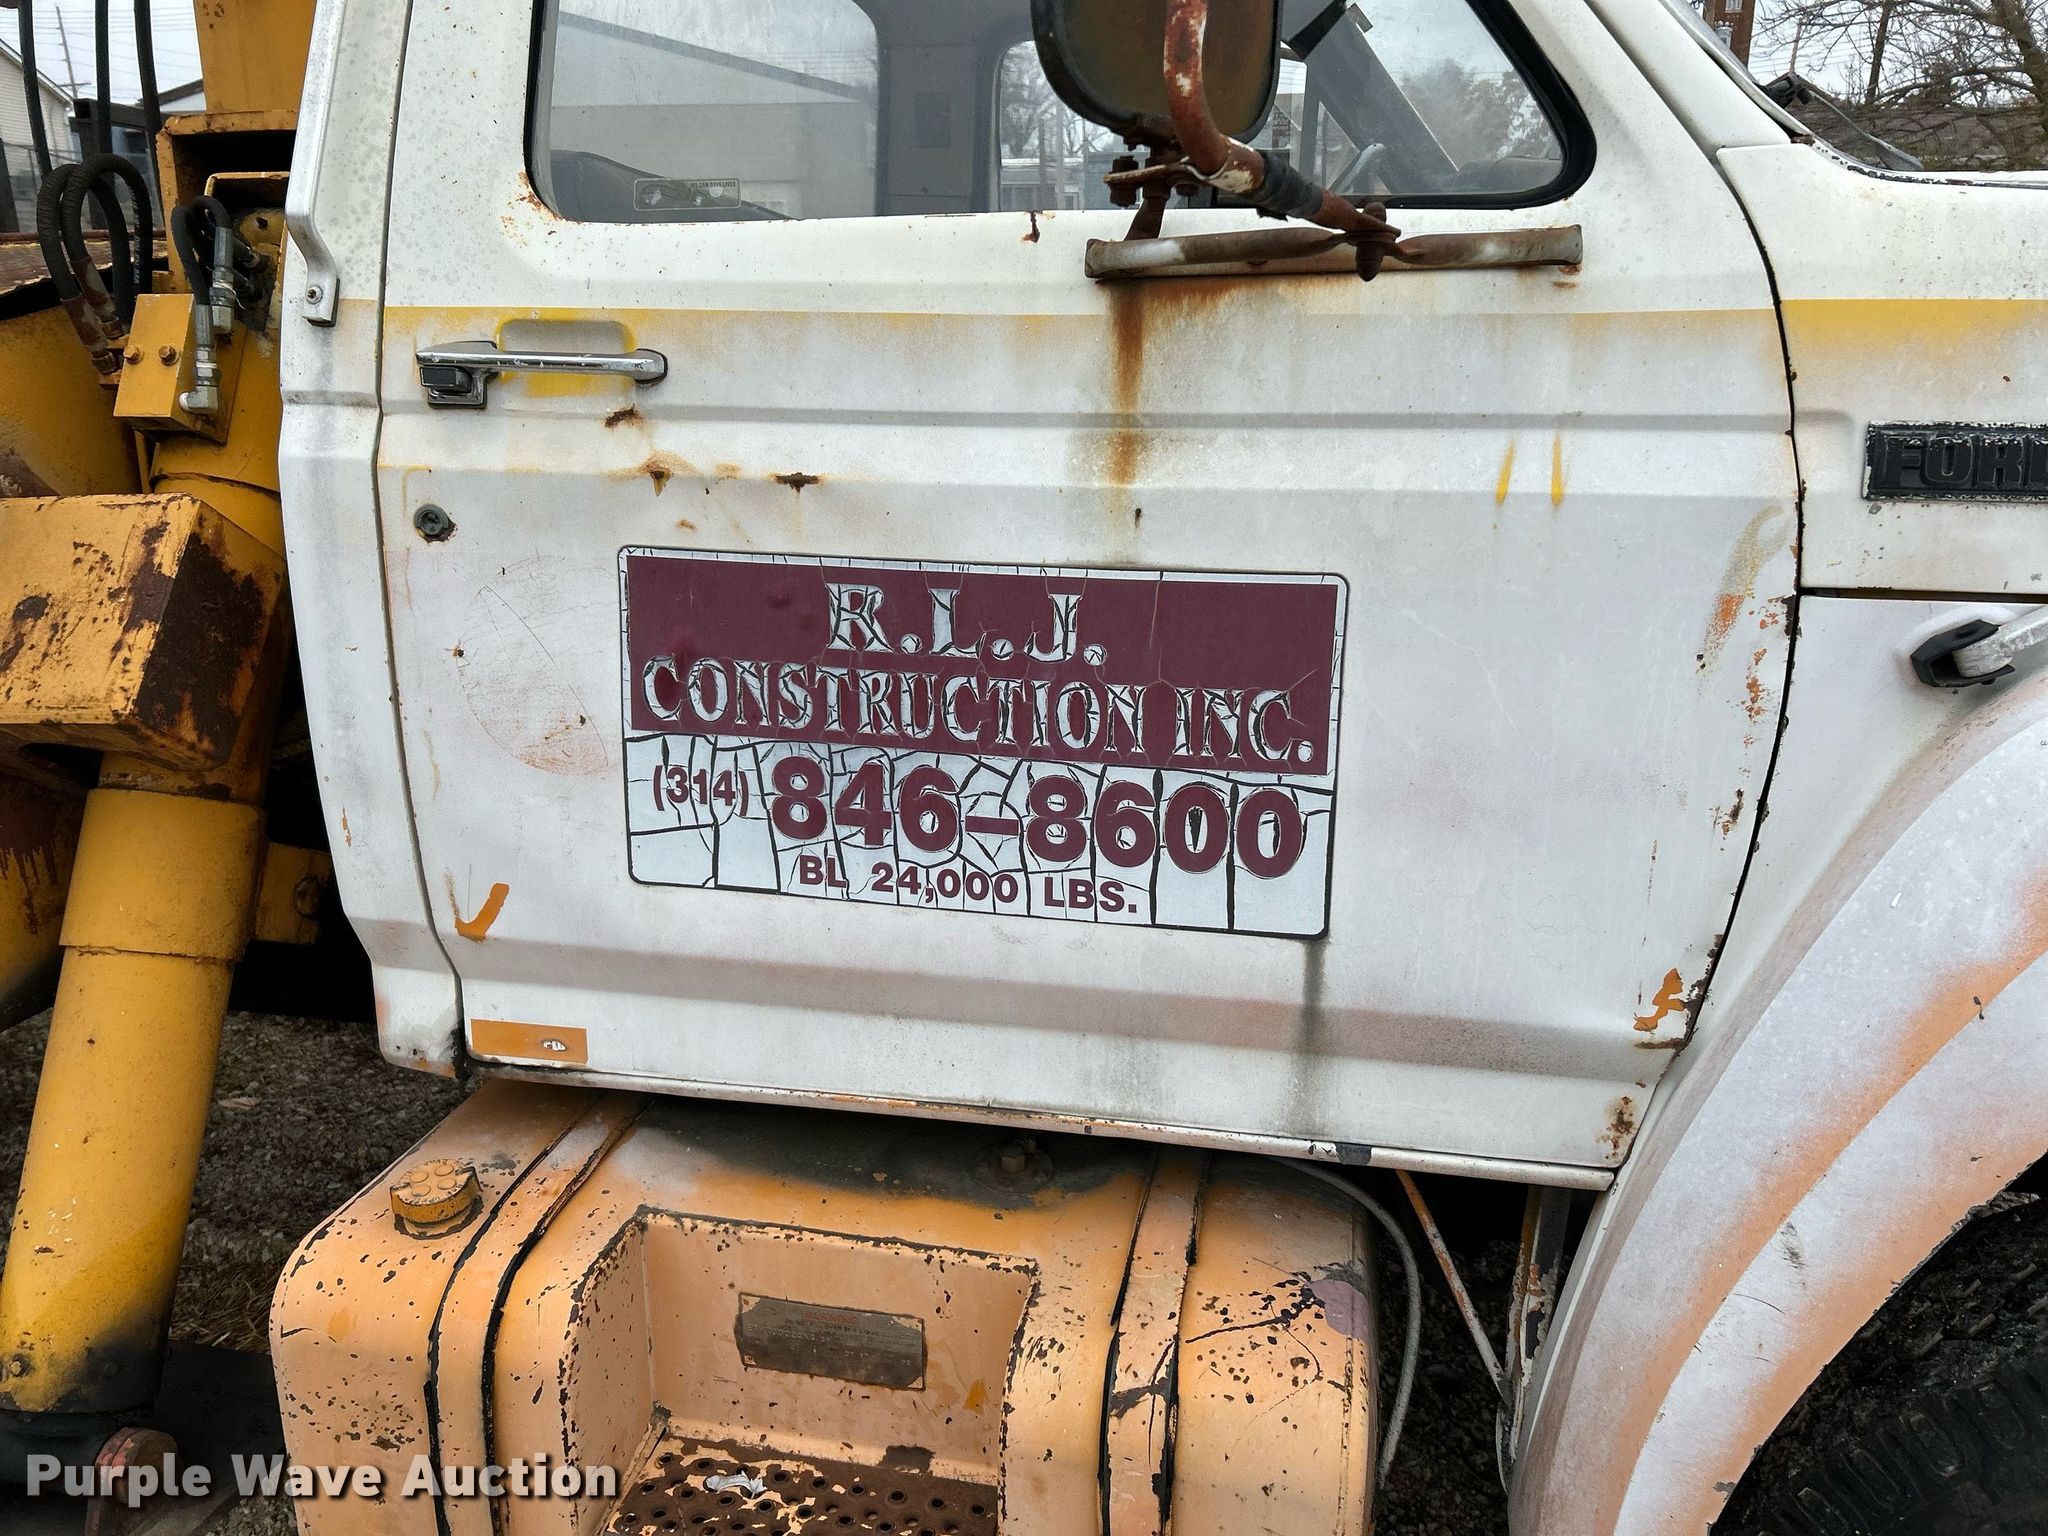 FORD
R.L.J.
CONSTRUCTION INC.
(314) 846-8600
BL 24,000 LBS.
Purple Wave Auction